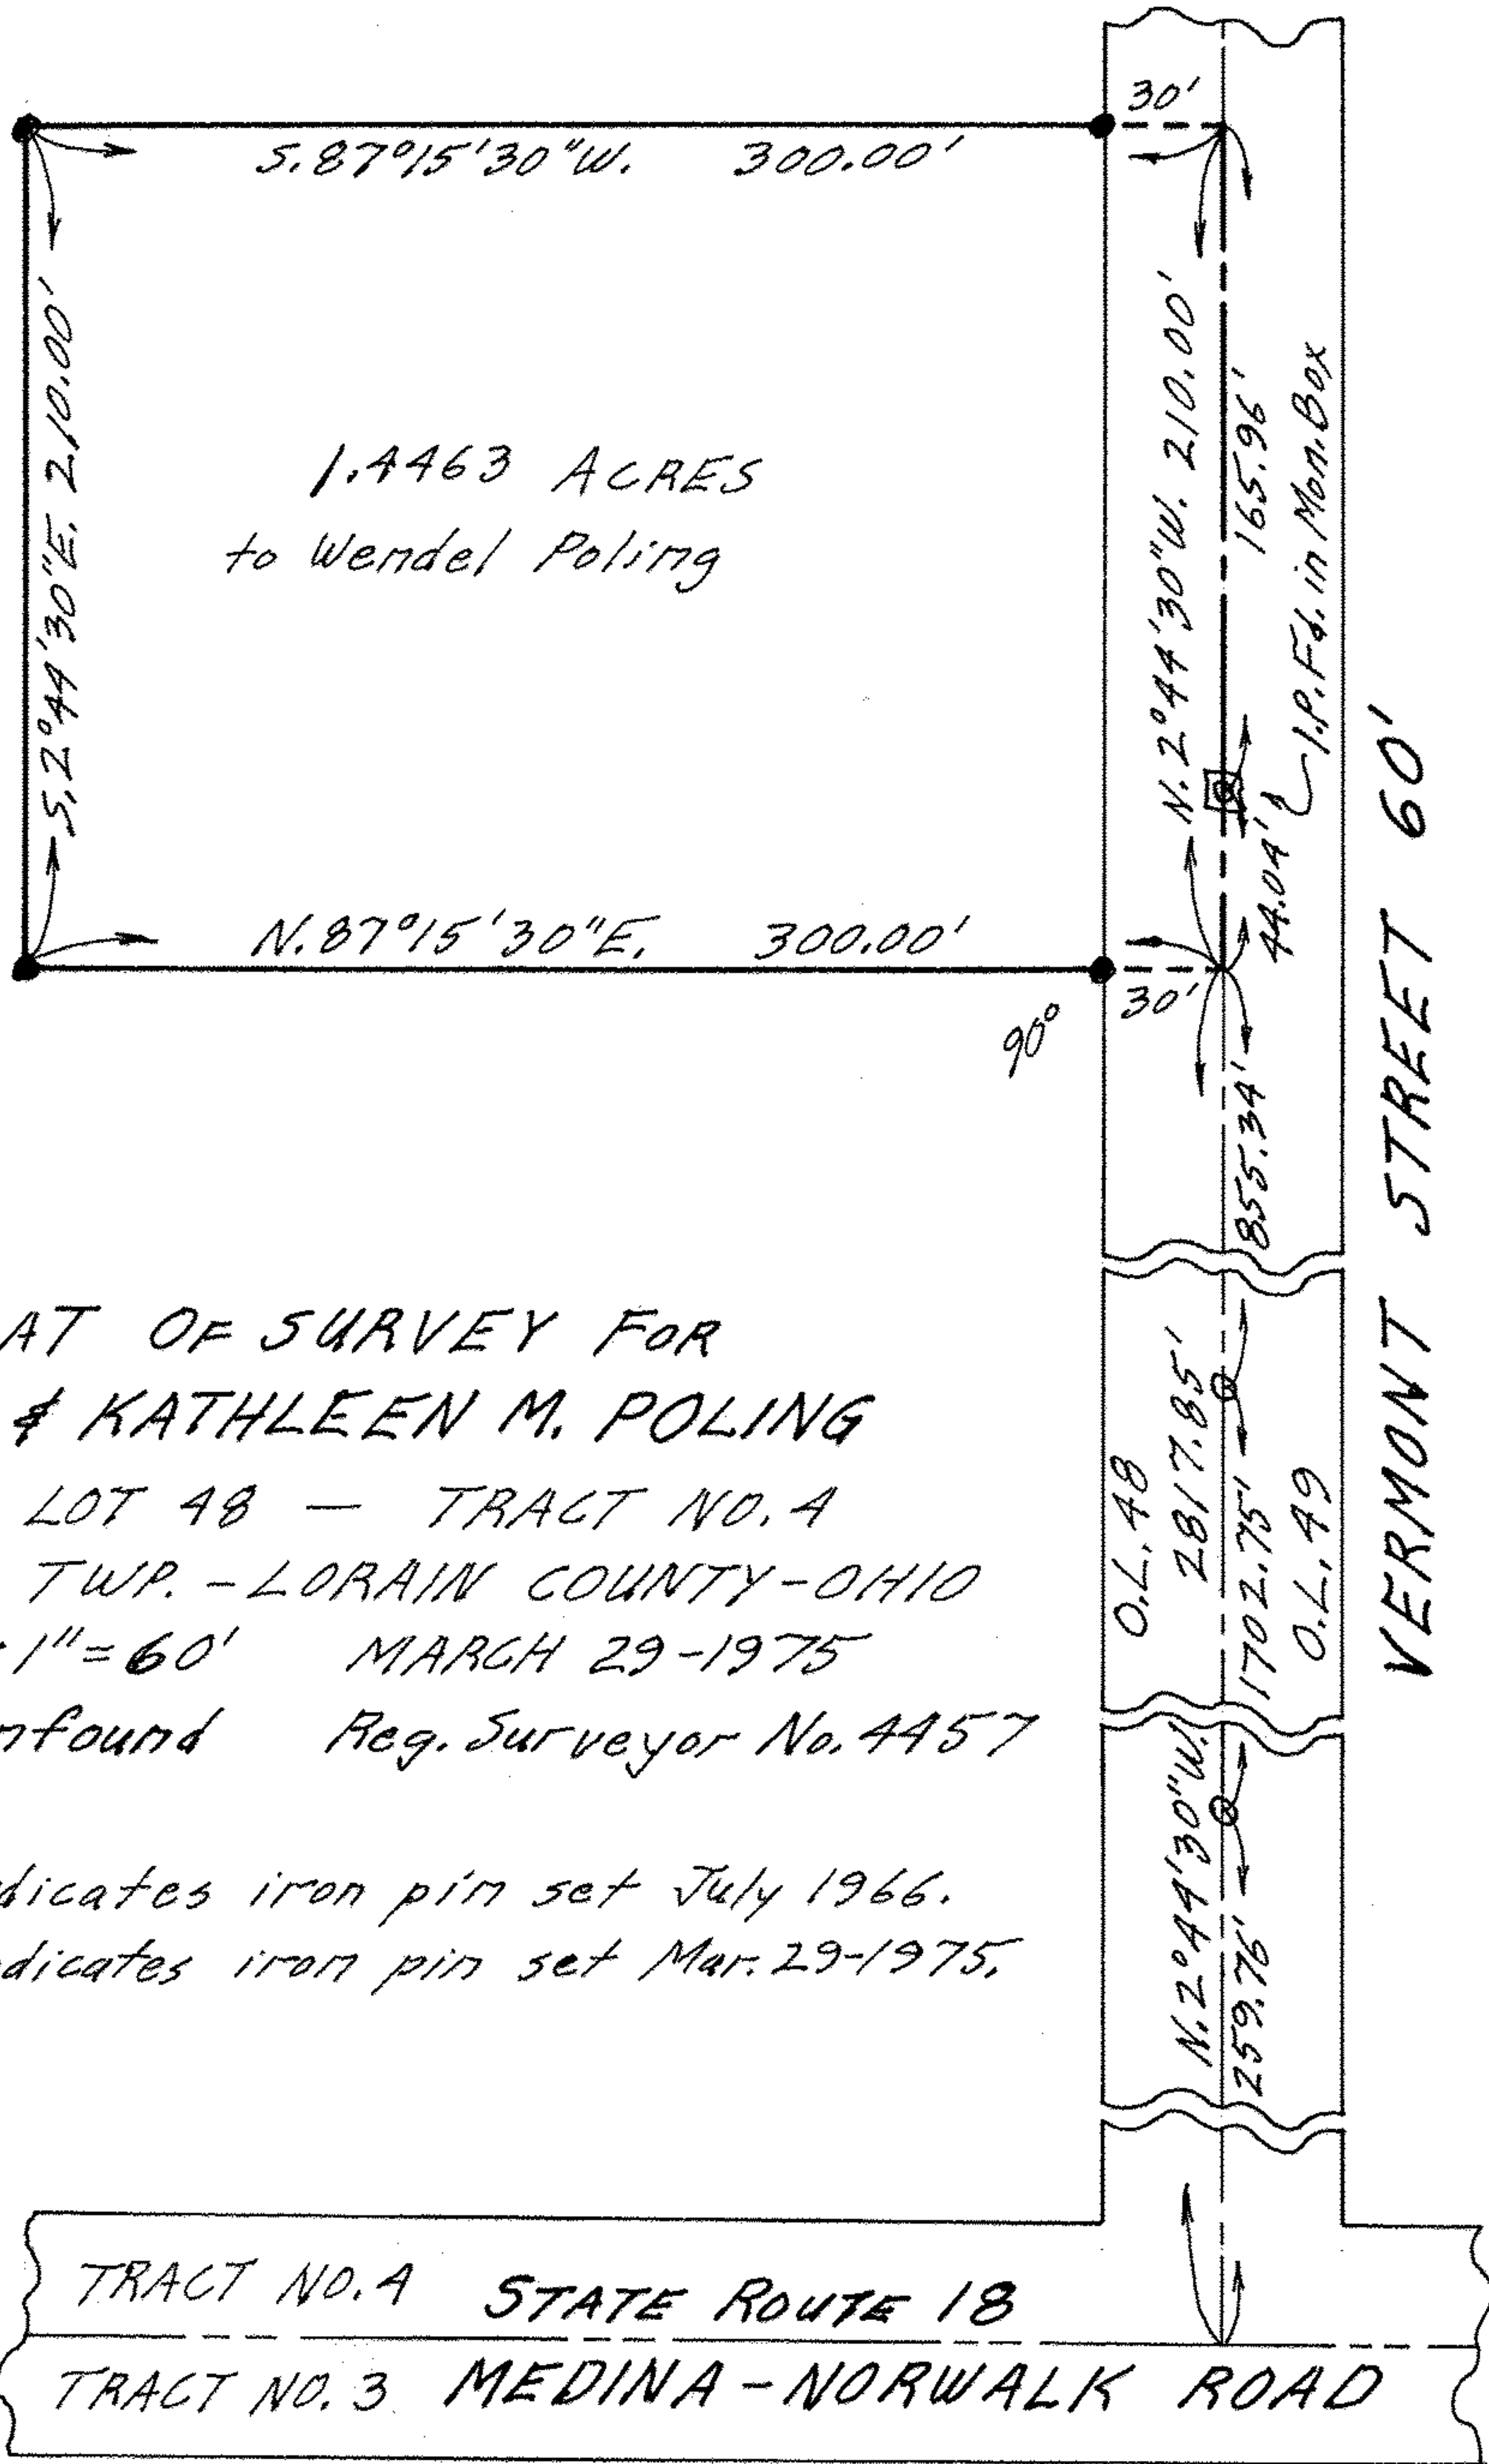 30'
S. 87°15'30"W. 300.00'
S. 2°44'30"E. 210.00'
1.4463 ACRES
to Wendel Poling
N. 2°44'30"W. 210.00'
165.96'
I.P. Fd. in Mon. Box
44.04'
N. 87°15'30"E. 300.00'
30'
90°
855.34'
VERMONT STREET 60'
AT OF SURVEY FOR
& KATHLEEN M. POLING
LOT 48 — TRACT NO. 4
TWP. - LORAIN COUNTY - OHIO
1" = 60' MARCH 29-1975
nfound Reg. Surveyor No. 4457
dicates iron pin set July 1966.
dicates iron pin set Mar. 29-1975.
O.L. 48
2817.85'
1702.75'
O.L. 49
N. 2°44'30"W.
259.76'
TRACT NO. 4 STATE ROUTE 18
TRACT NO. 3 MEDINA - NORWALK ROAD